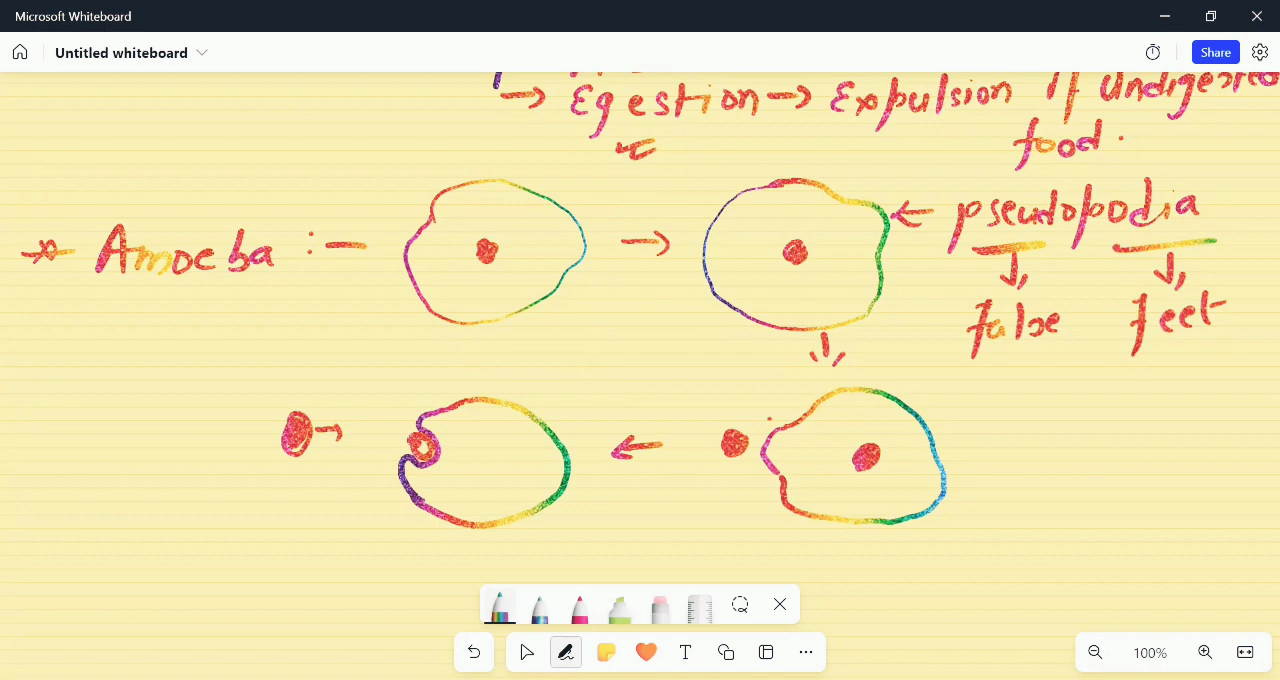 Microsoft Whiteboard
Untitled whiteboard
Share
→ Egestion → Expulsion of undigested
food.
* Amoeba :-
→
← pseudopodia
false feet
100%